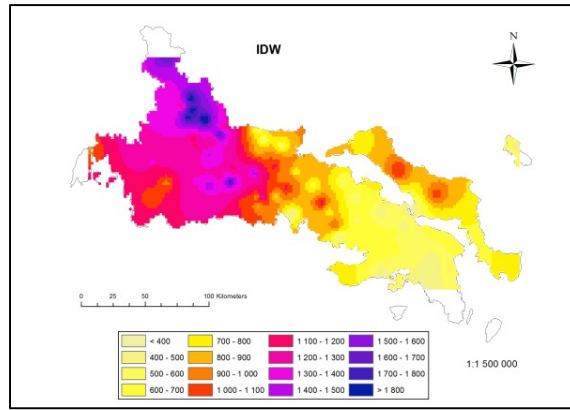 IDW
N
0 25 50 100 Kilometers
< 400 700 - 800 1 100 - 1 200 1 500 - 1 600
400 - 500 800 - 900 1 200 - 1 300 1 600 - 1 700
500 - 600 900 - 1 000 1 300 - 1 400 1 700 - 1 800
600 - 700 1 000 - 1 100 1 400 - 1 500 > 1 800
1:1 500 000